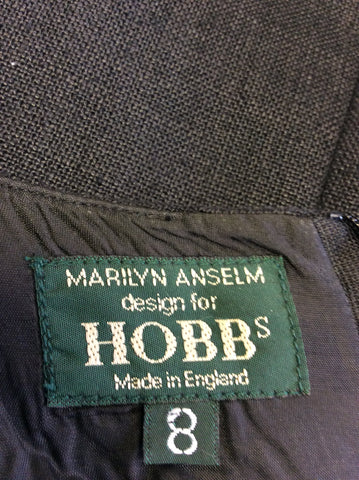 MARILYN ANSELM
design for
HOBBS
Made in England
8